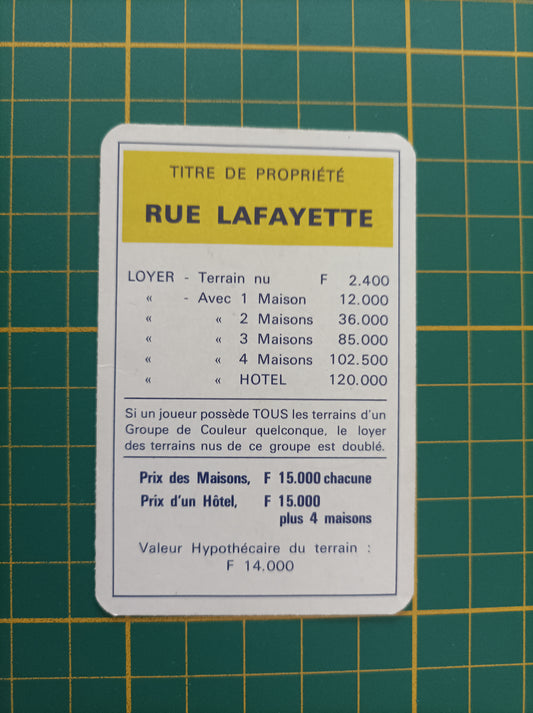 TITRE DE PROPRIÉTÉ
RUE LAFAYETTE
LOYER - Terrain nu F 2.400
« - Avec 1 Maison 12.000
« « 2 Maisons 36.000
« « 3 Maisons 85.000
« « 4 Maisons 102.500
« « HOTEL 120.000
Si un joueur possède TOUS les terrains d'un
Groupe de Couleur quelconque, le loyer
des terrains nus de ce groupe est doublé.
Prix des Maisons, F 15.000 chacune
Prix d'un Hôtel, F 15.000
plus 4 maisons
Valeur Hypothécaire du terrain :
F 14.000